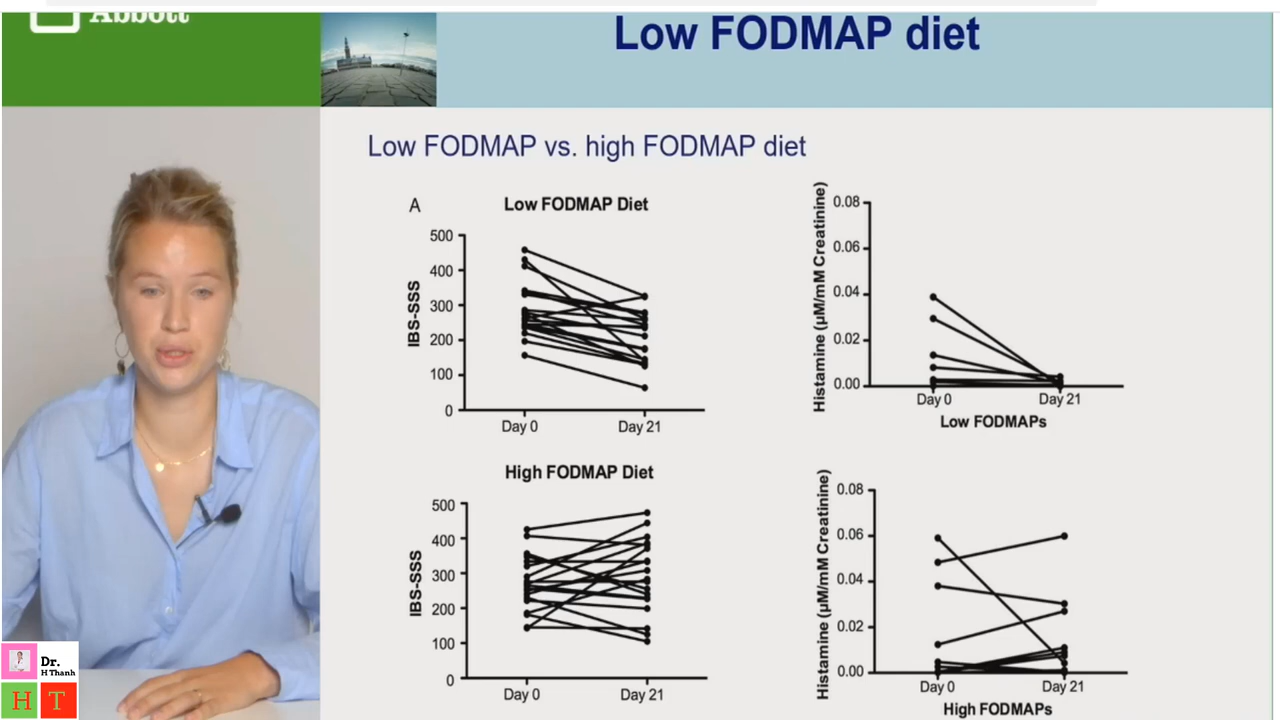 Abbott
Low FODMAP diet
Low FODMAP vs. high FODMAP diet
A
Low FODMAP Diet
500
400
300
200
100
0
IBS-SSS
Day 0
Day 21
0.08
0.06
0.04
0.02
0.00
Histamine (µM/mM Creatinine)
Day 0
Day 21
Low FODMAPs
High FODMAP Diet
500
400
300
200
100
0
IBS-SSS
Day 0
Day 21
0.08
0.06
0.04
0.02
0.00
Histamine (µM/mM Creatinine)
Day 0
Day 21
High FODMAPs
Dr.
H Thanh
H T